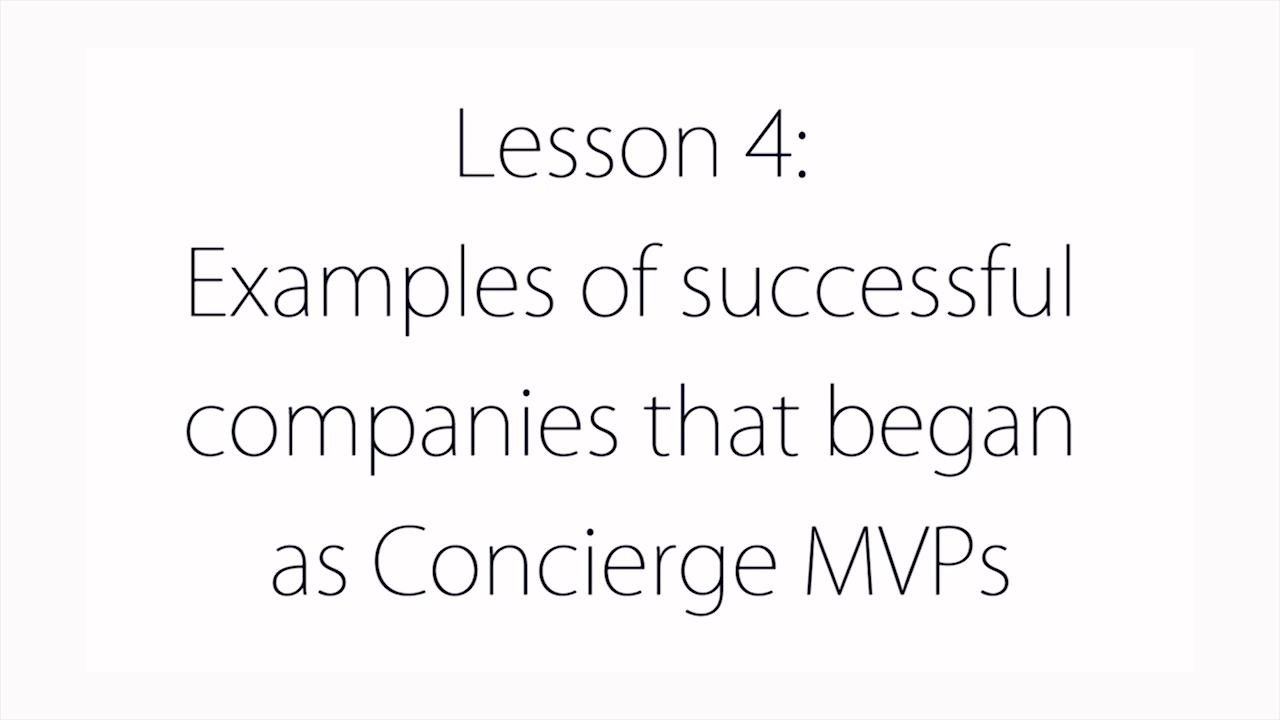 Lesson 4:
Examples of successful
companies that began
as Concierge MVPs